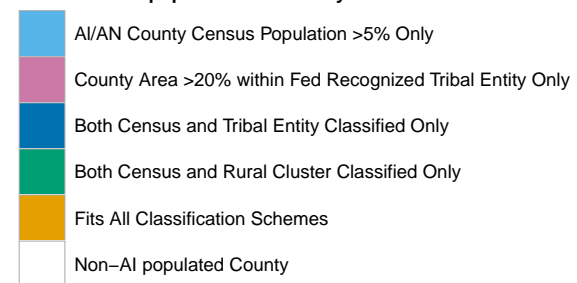 AI/AN County Census Population >5% Only
County Area >20% within Fed Recognized Tribal Entity Only
Both Census and Tribal Entity Classified Only
Both Census and Rural Cluster Classified Only
Fits All Classification Schemes
Non−AI populated County